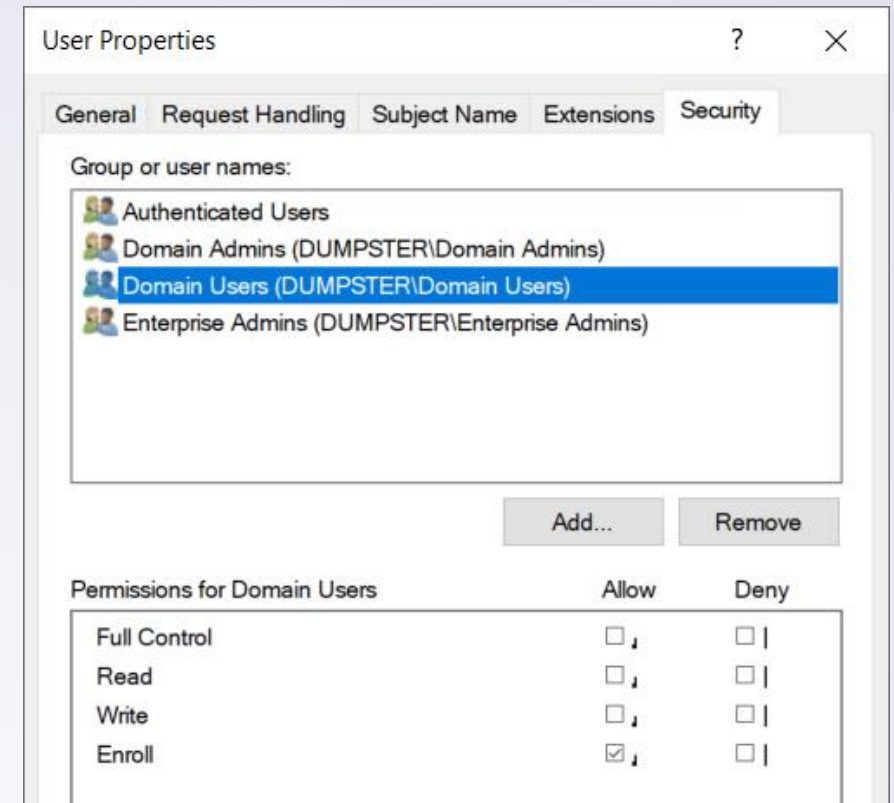 User Properties ? ×
General Request Handling Subject Name Extensions Security
Group or user names:
Authenticated Users
Domain Admins (DUMPSTER\Domain Admins)
Domain Users (DUMPSTER\Domain Users)
Enterprise Admins (DUMPSTER\Enterprise Admins)
Add... Remove
Permissions for Domain Users Allow Deny
Full Control
Read
Write
Enroll